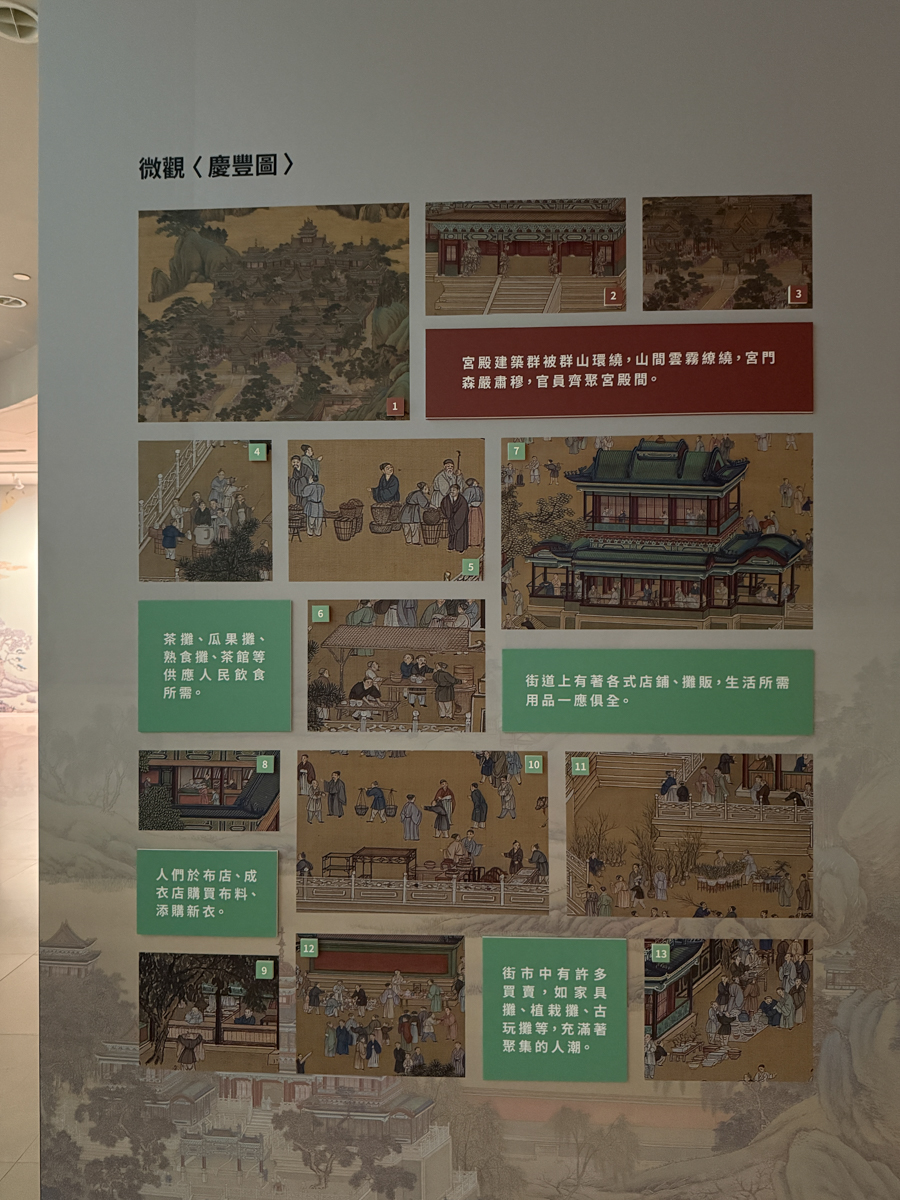 微觀〈慶豐圖〉
1
2
3
宮殿建築群被群山環繞，山間雲霧繚繞，宮門
森嚴肅穆，官員齊聚宮殿間。
4
5
7
茶攤、瓜果攤、
熟食攤、茶館等
供應人民飲食
所需。
6
街道上有著各式店鋪、攤販，生活所需
用品一應俱全。
8
10
11
人們於布店、成
衣店購買布料、
添購新衣。
9
12
街市中有許多
買賣，如家具
攤、植栽攤、古
玩攤等，充滿著
聚集的人潮。
13